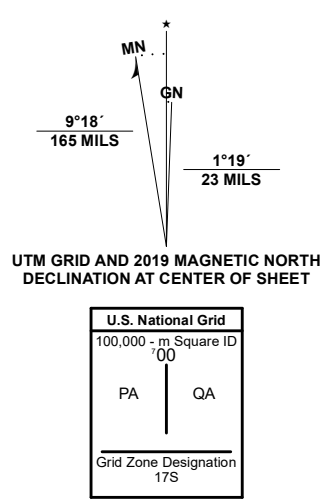 ★
MN
GN
9°18´
165 MILS
1°19´
23 MILS
UTM GRID AND 2019 MAGNETIC NORTH
DECLINATION AT CENTER OF SHEET
U.S. National Grid
100,000 - m Square ID
⁷00
PA QA
Grid Zone Designation
17S